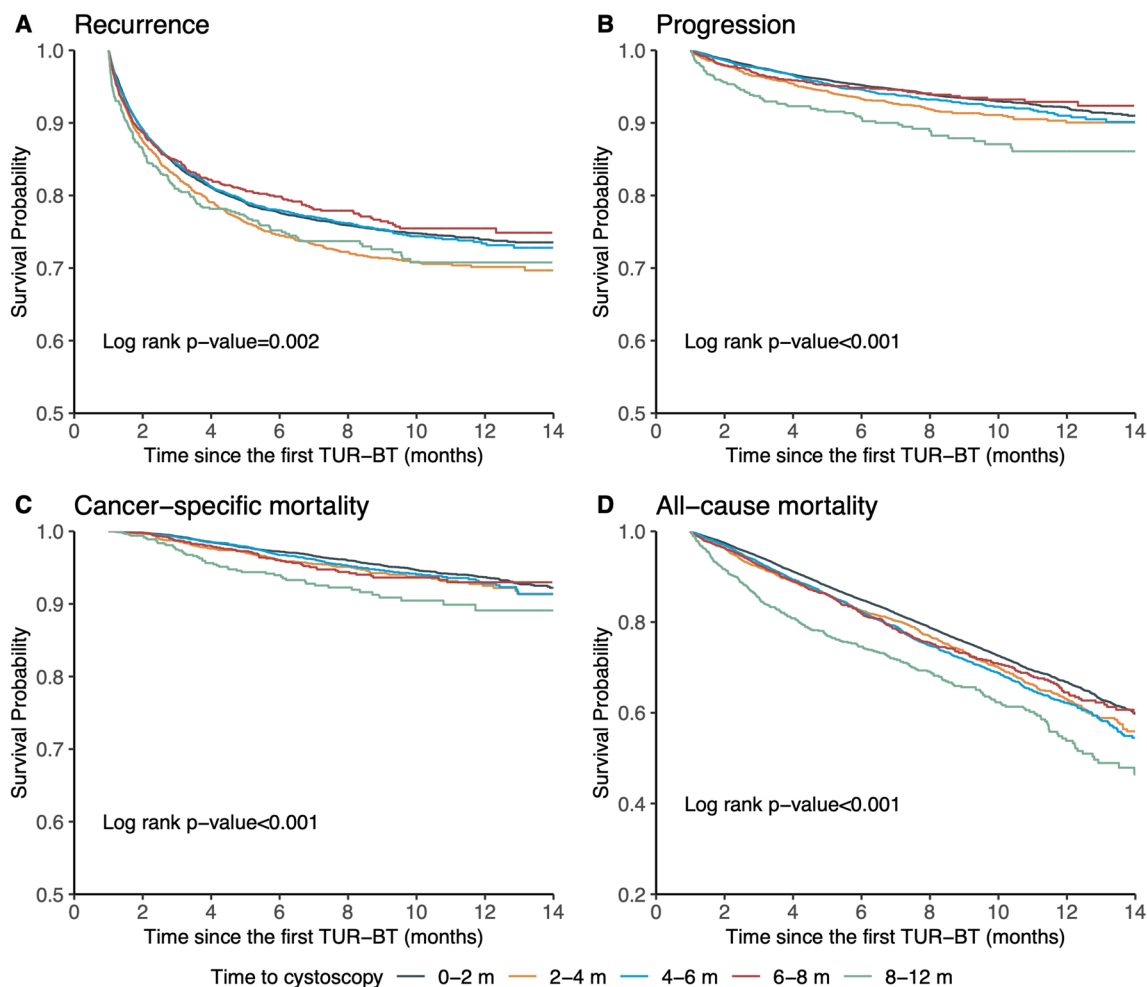 A Recurrence
1.0
0.9
0.8
0.7
0.6
0.5
Survival Probability
Log rank p−value=0.002
0 2 4 6 8 10 12 14
Time since the first TUR−BT (months)
B Progression
1.0
0.9
0.8
0.7
0.6
0.5
Survival Probability
Log rank p−value<0.001
0 2 4 6 8 10 12 14
Time since the first TUR−BT (months)
C Cancer−specific mortality
1.0
0.9
0.8
0.7
0.6
0.5
Survival Probability
Log rank p−value<0.001
0 2 4 6 8 10 12 14
Time since the first TUR−BT (months)
D All−cause mortality
1.0
0.8
0.6
0.4
0.2
Survival Probability
Log rank p−value<0.001
0 2 4 6 8 10 12 14
Time since the first TUR−BT (months)
Time to cystoscopy 0−2 m 2−4 m 4−6 m 6−8 m 8−12 m